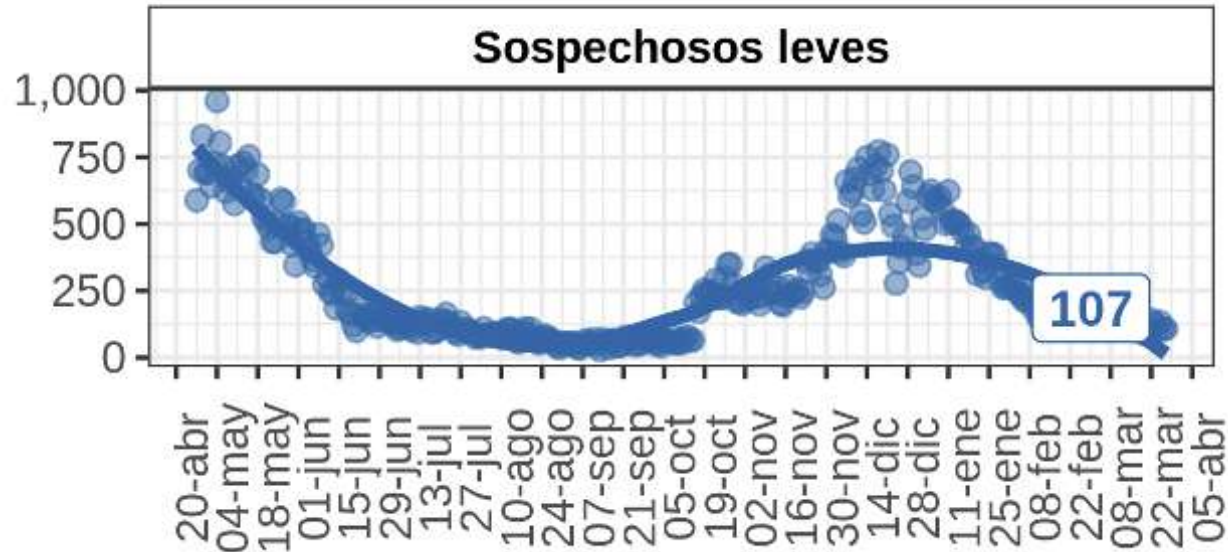 Sospechosos leves
1,000
750
500
250
0
107
20-abr
04-may
18-may
01-jun
15-jun
29-jun
13-jul
27-jul
10-ago
24-ago
07-sep
21-sep
05-oct
19-oct
02-nov
16-nov
30-nov
14-dic
28-dic
11-ene
25-ene
08-feb
22-feb
08-mar
22-mar
05-abr